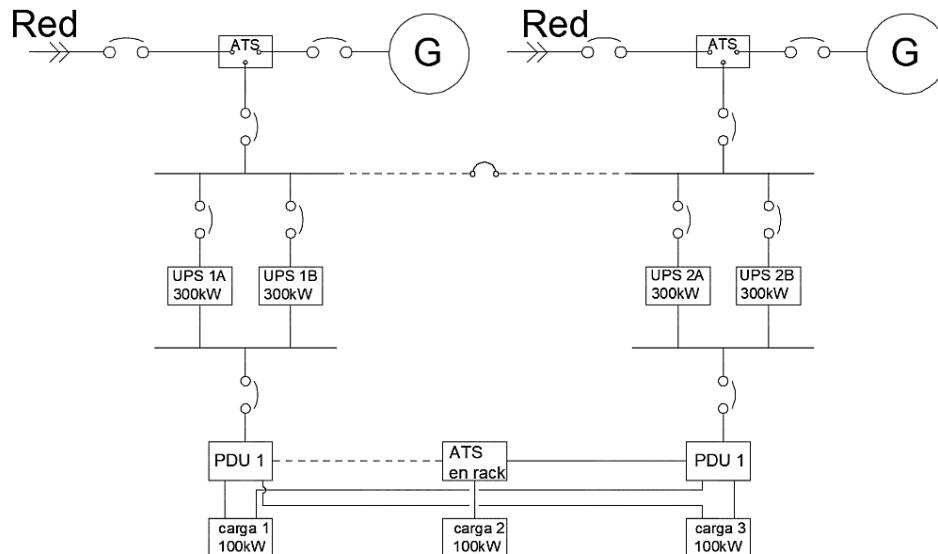 Red
ATS
G
Red
ATS
G
UPS 1A
300kW
UPS 1B
300kW
UPS 2A
300kW
UPS 2B
300kW
PDU 1
ATS
en rack
PDU 1
carga 1
100kW
carga 2
100kW
carga 3
100kW